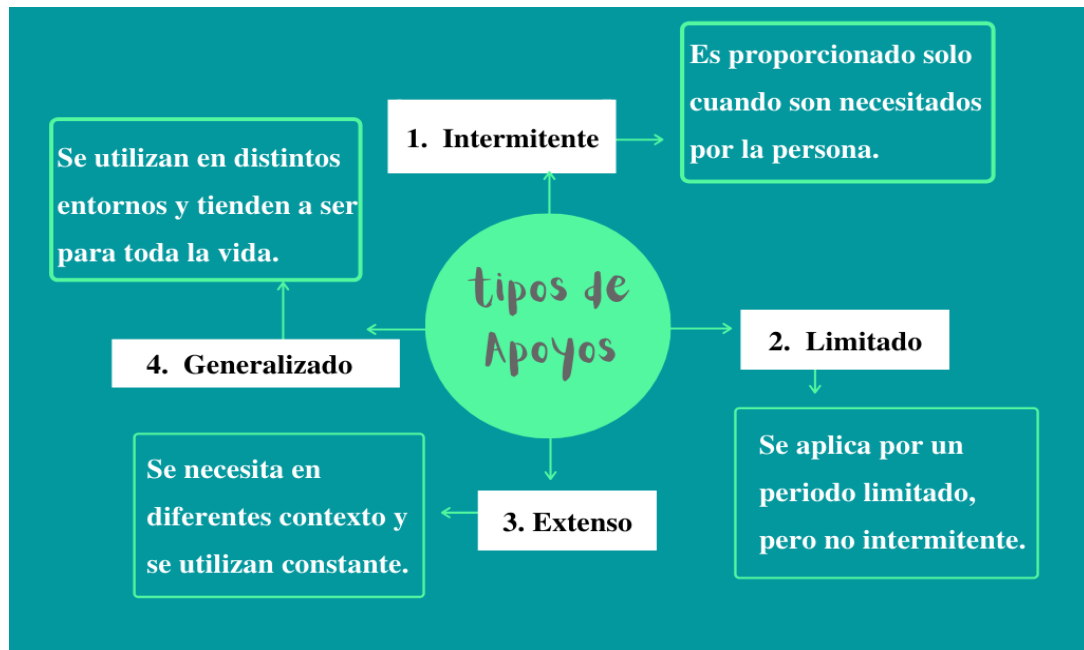 tipos de
Apoyos
1. Intermitente
Es proporcionado solo
cuando son necesitados
por la persona.
2. Limitado
Se aplica por un
periodo limitado,
pero no intermitente.
3. Extenso
Se necesita en
diferentes contexto y
se utilizan constante.
4. Generalizado
Se utilizan en distintos
entornos y tienden a ser
para toda la vida.